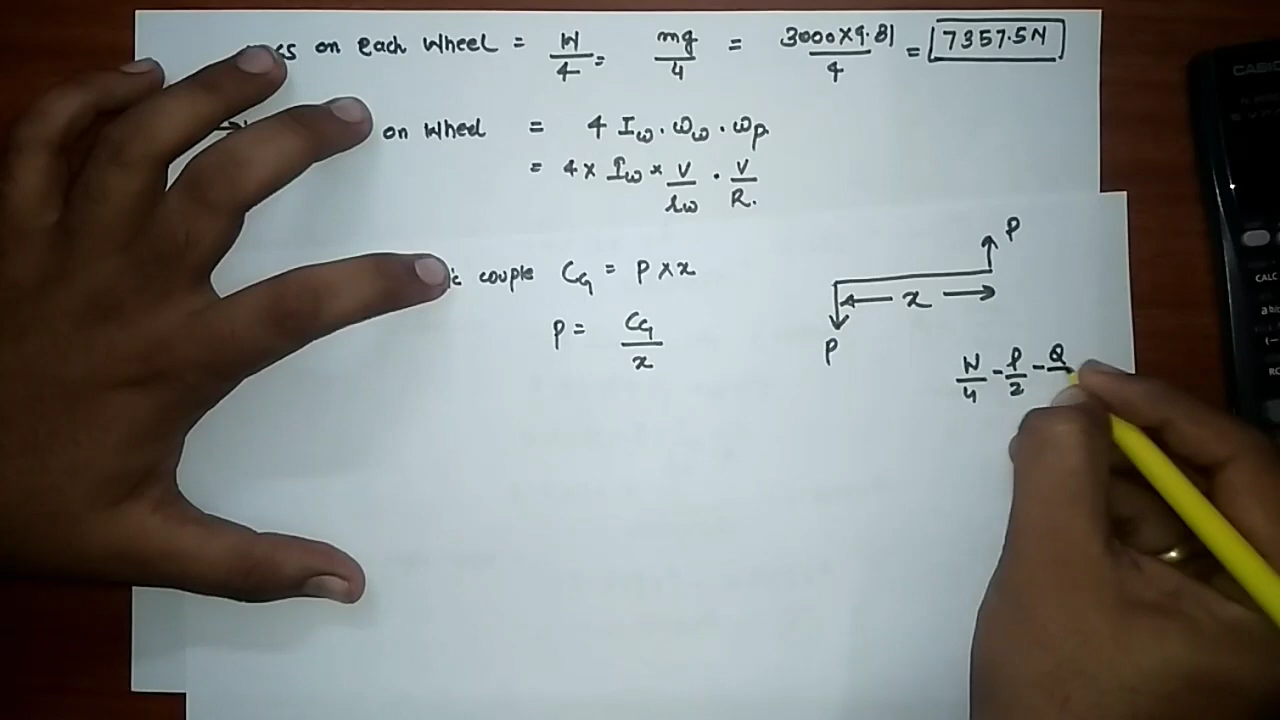 on each wheel = W/4 = mg/4 = 3000×9.81/4 = 7357.5N
on wheel = 4 Iω.ωω.ωp.
= 4× Iω × V/rω . V/R.
couple CG = P×x
P = CG/x
P
x
P
W/4 - P/2 - Q
CASIO
CALC